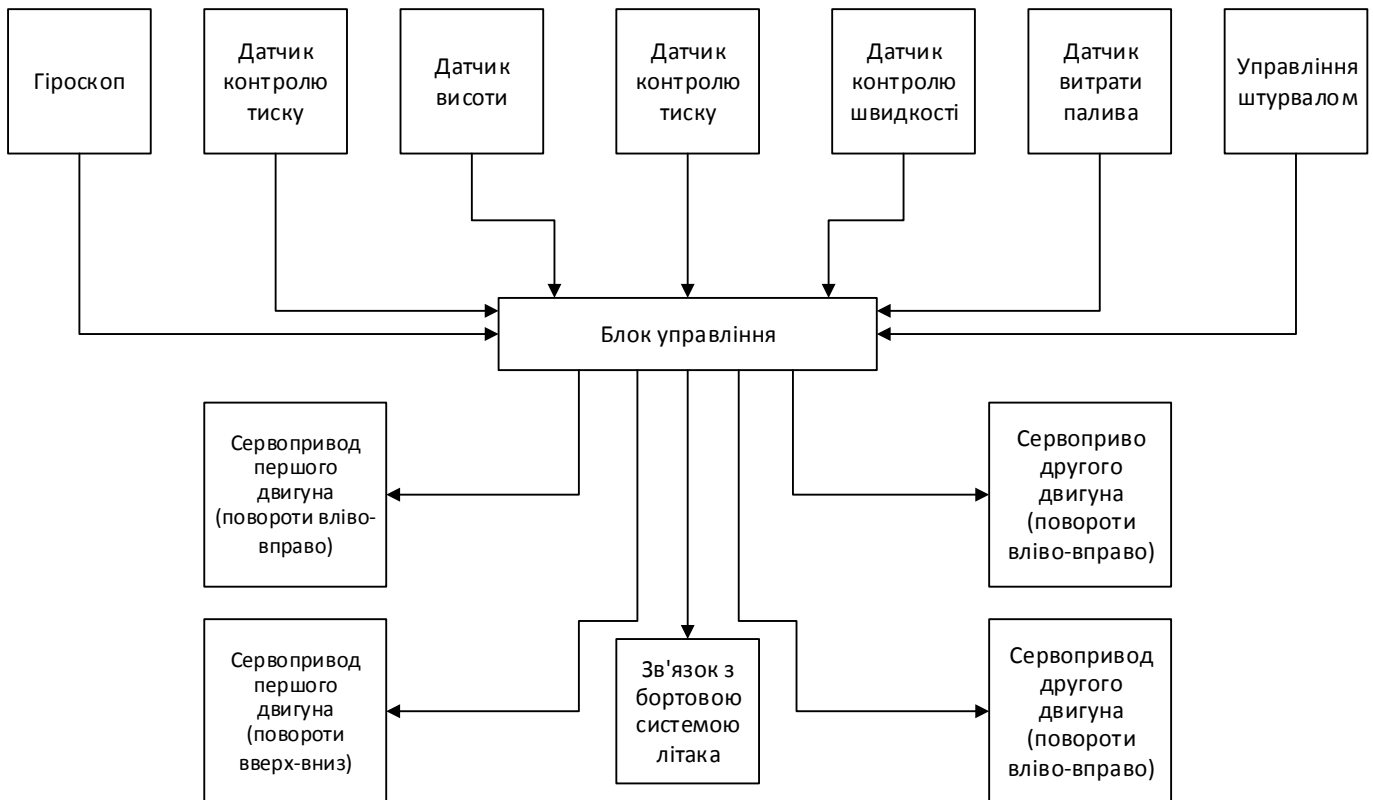 Гіроскоп
Датчик
контролю
тиску
Датчик
висоти
Датчик
контролю
тиску
Датчик
контролю
швидкості
Датчик
витрати
палива
Управління
штурвалом
Блок управління
Сервопривод
першого
двигуна
(повороти вліво-
вправо)
Сервоприво
другого
двигуна
(повороти
вліво-вправо)
Сервопривод
першого
двигуна
(повороти
вверх-вниз)
Зв'язок з
бортовою
системою
літака
Сервопривод
другого
двигуна
(повороти
вліво-вправо)